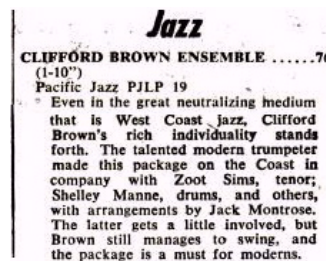 Jazz
CLIFFORD BROWN ENSEMBLE ......76
(1-10")
Pacific Jazz PJLP 19
Even in the great neutralizing medium
that is West Coast jazz, Clifford
Brown's rich individuality stands
forth. The talented modern trumpeter
made this package on the Coast in
company with Zoot Sims, tenor;
Shelley Manne, drums, and others,
with arrangements by Jack Montrose.
The latter gets a little involved, but
Brown still manages to swing, and
the package is a must for moderns.